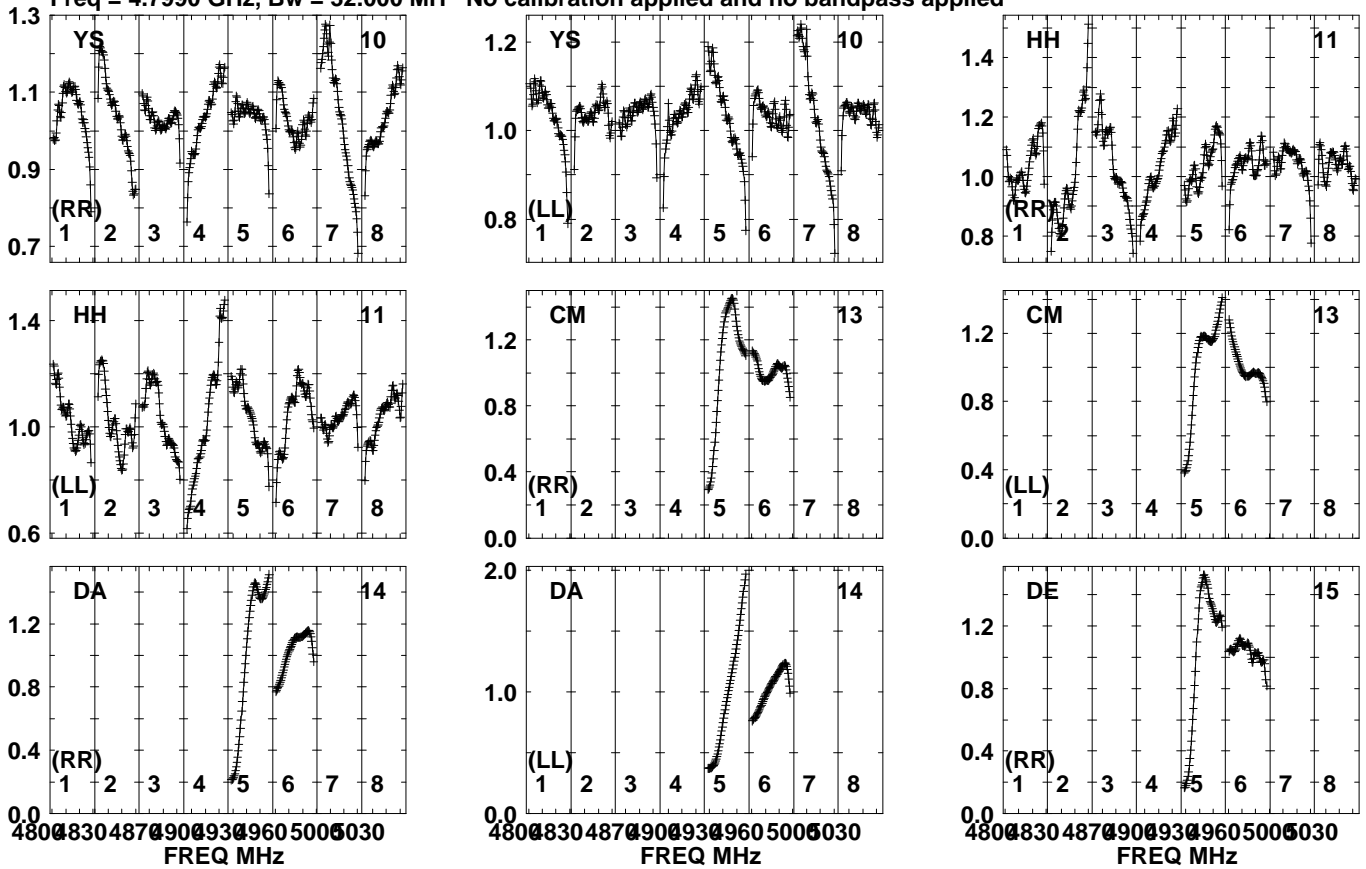 Freq = 4.7990 GHz, Bw = 32.000 MH No calibration applied and no bandpass applied
1.3 YS 10 1.2 YS 10 HH 11
1.4
1.1 1.2
1.0
0.9 1.0
0.8
0.7 (RR) (LL) (RR) 0.8
1 2 3 4 5 6 7 8 1 2 3 4 5 6 7 8 1 2 3 4 5 6 7 8
1.4 HH 11 CM 13 CM 13
1.2 1.2
1.2
0.8 0.8
1.0
0.8 0.4 0.4
(LL) (RR) (LL)
1 2 3 4 5 6 7 8 1 2 3 4 5 6 7 8 1 2 3 4 5 6 7 8
0.6 0.0 0.0
DA 14 2.0 DA 14 DE 15
1.2 1.2
0.8 1.0 0.8
0.4 0.4
(RR) (LL) (RR)
1 2 3 4 5 6 7 8 1 2 3 4 5 6 7 8 1 2 3 4 5 6 7 8
0.0 0.0 0.0
4800 4830 4870 4900 4930 4960 5000 5030 4800 4830 4870 4900 4930 4960 5000 5030 4800 4830 4870 4900 4930 4960 5000 5030
FREQ MHz FREQ MHz FREQ MHz